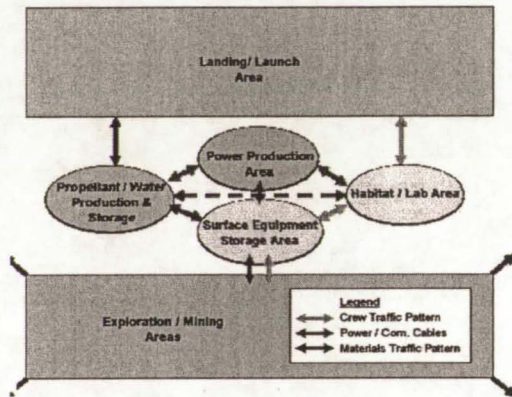 Landing/ Launch
Area
Power Production
Area
Propellant / Water
Production &
Storage
Habitat / Lab Area
Surface Equipment
Storage Area
Exploration / Mining
Areas
Legend
Crew Traffic Pattern
Power / Com. Cables
Materials Traffic Pattern